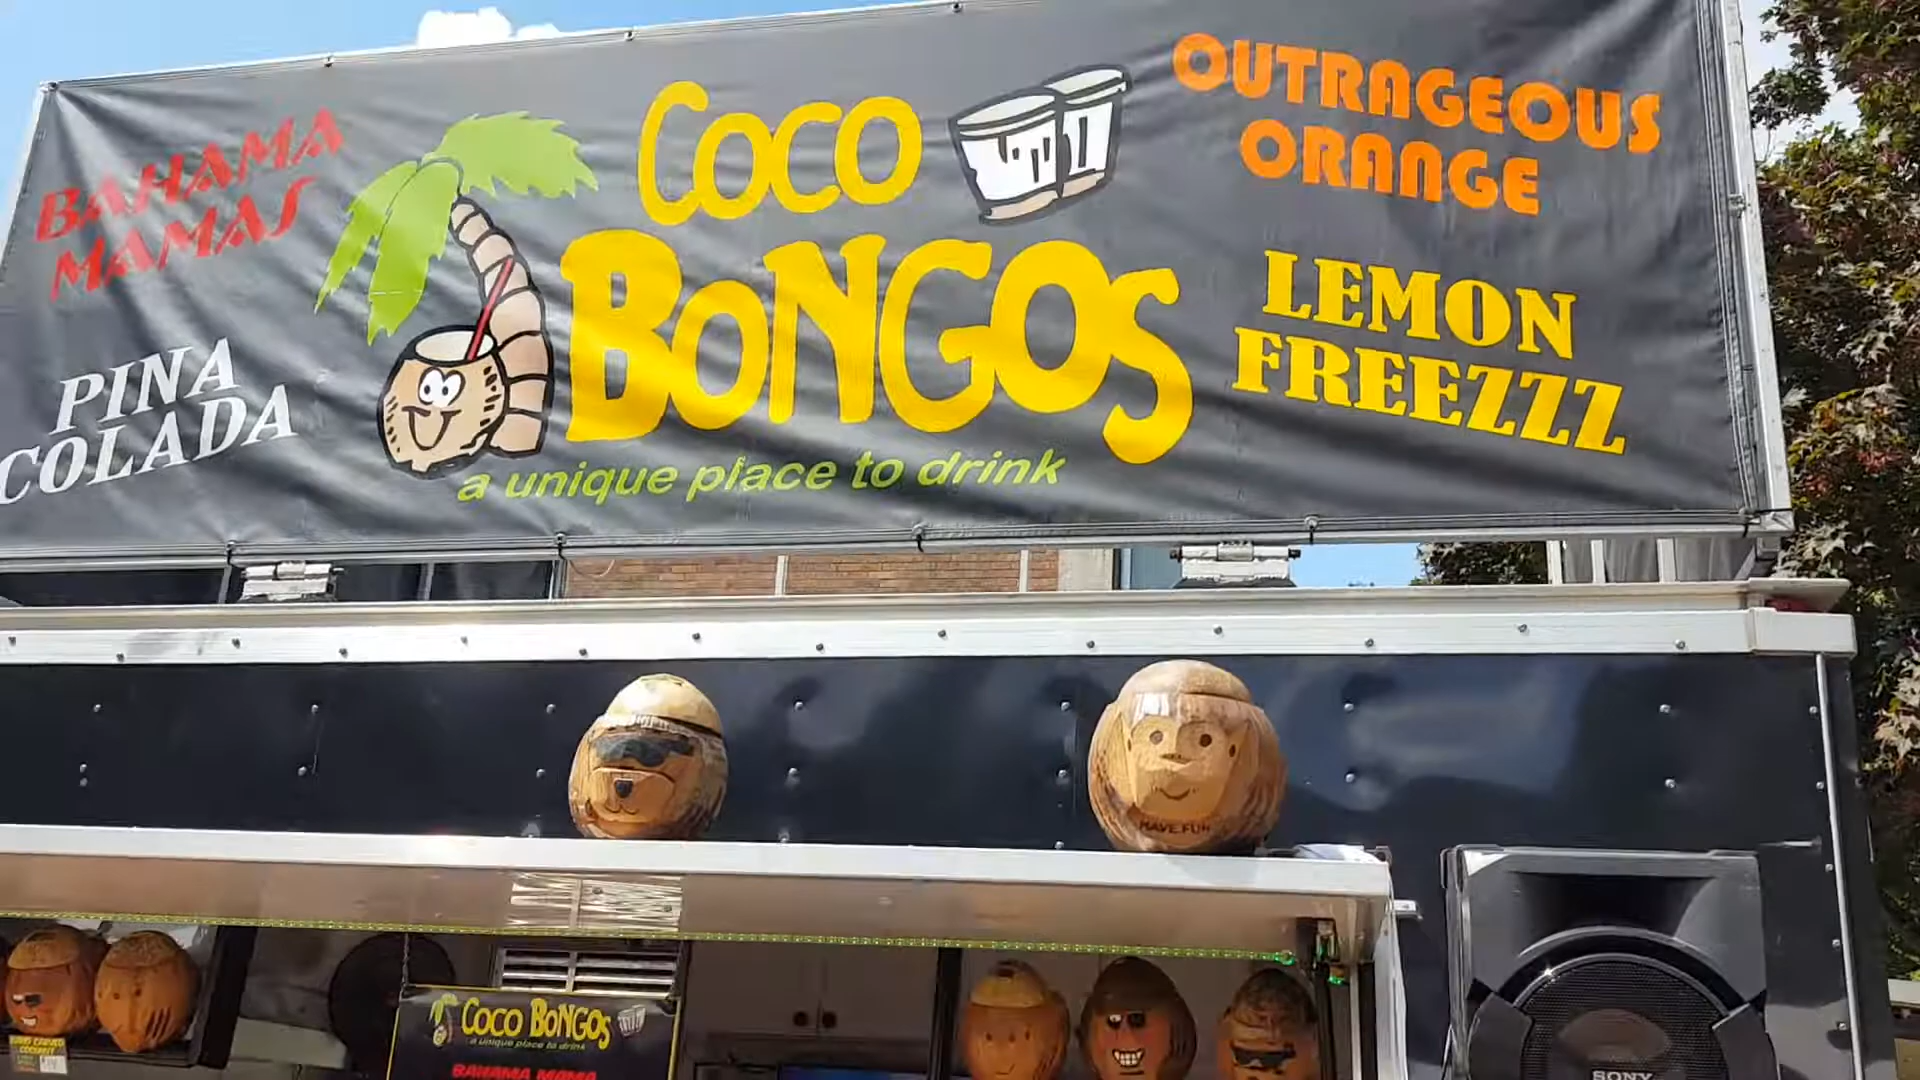 BAHAMA
MAMAS
PINA
COLADA
COCO
BONGOS
a unique place to drink
OUTRAGEOUS
ORANGE
LEMON
FREEZZZ
HAVE FUN
COCO BONGOS
a unique place to drink
BAHAMA MAMA
SONY